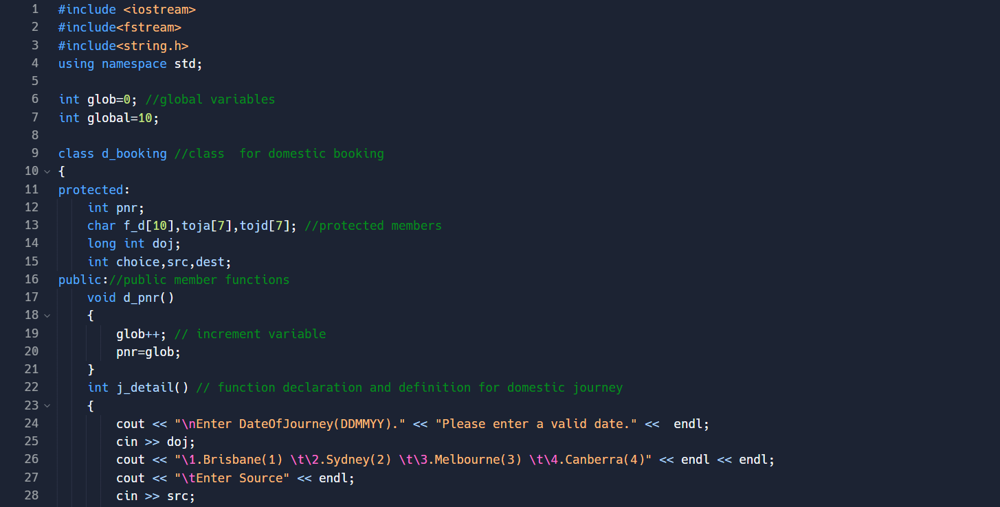 1 #include <iostream>
2 #include<fstream>
3 #include<string.h>
4 using namespace std;
5
6 int glob=0; //global variables
7 int global=10;
8
9 class d_booking //class  for domestic booking
10 {
11 protected:
12     int pnr;
13     char f_d[10],toja[7],tojd[7]; //protected members
14     long int doj;
15     int choice,src,dest;
16 public://public member functions
17     void d_pnr()
18     {
19         glob++; // increment variable
20         pnr=glob;
21     }
22     int j_detail() // function declaration and definition for domestic journey
23     {
24         cout << "\nEnter DateOfJourney(DDMMYY)." << "Please enter a valid date." <<  endl;
25         cin >> doj;
26         cout << "\1.Brisbane(1) \t\2.Sydney(2) \t\3.Melbourne(3) \t\4.Canberra(4)" << endl << endl;
27         cout << "\tEnter Source" << endl;
28         cin >> src;